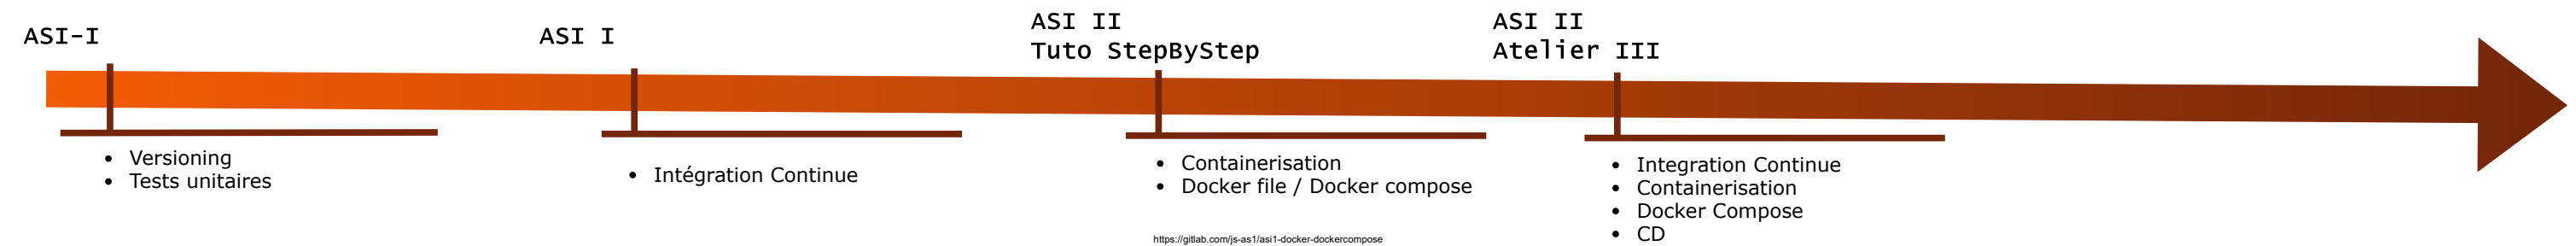 ASI-I
• Versioning
• Tests unitaires
ASI I
• Intégration Continue
ASI II
Tuto StepByStep
• Containerisation
• Docker file / Docker compose
https://gitlab.com/js-as1/asi1-docker-dockercompose
ASI II
Atelier III
• Integration Continue
• Containerisation
• Docker Compose
• CD